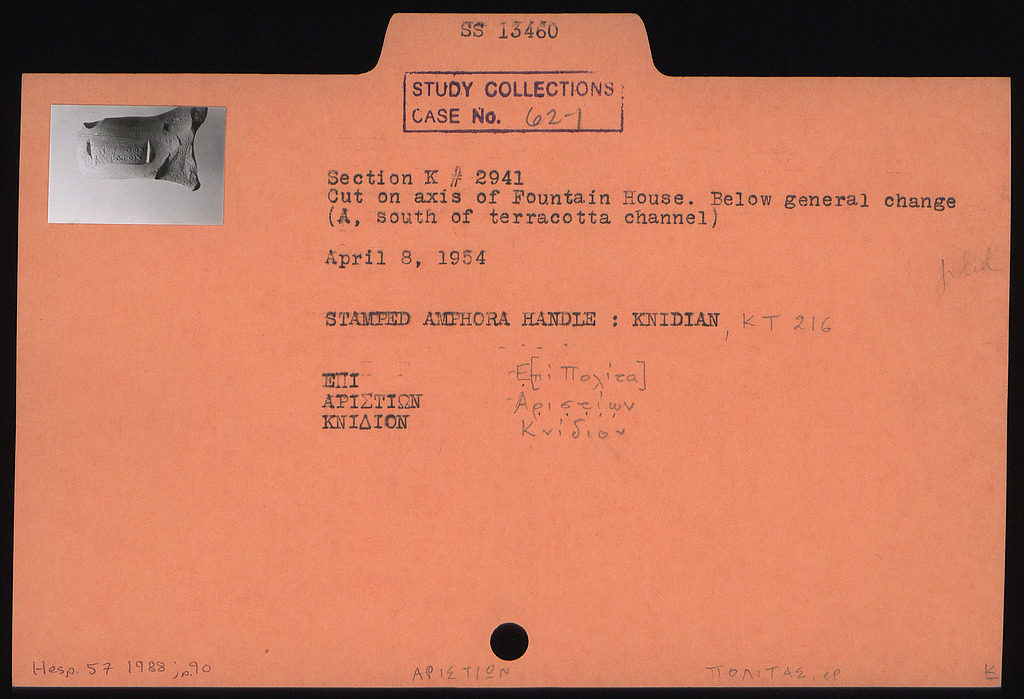 SS 13460
STUDY COLLECTIONS
CASE No. 62-1
Section K # 2941
Cut on axis of Fountain House. Below general change
(A, south of terracotta channel)
April 8, 1954
STAMPED AMPHORA HANDLE : KNIDIAN, KT 216
ΕΠΙ
ΑΡΙΣΤΙΩΝ
ΚΝΙΔΙΟΝ
Ε[πὶ Πολίτα]
Ἀριστίων
Κνίδιον
Hesp. 57 1988 p. 90
ΑΡΙΣΤΙΩΝ
ΠΟΛΙΤΑΣ, ep
K